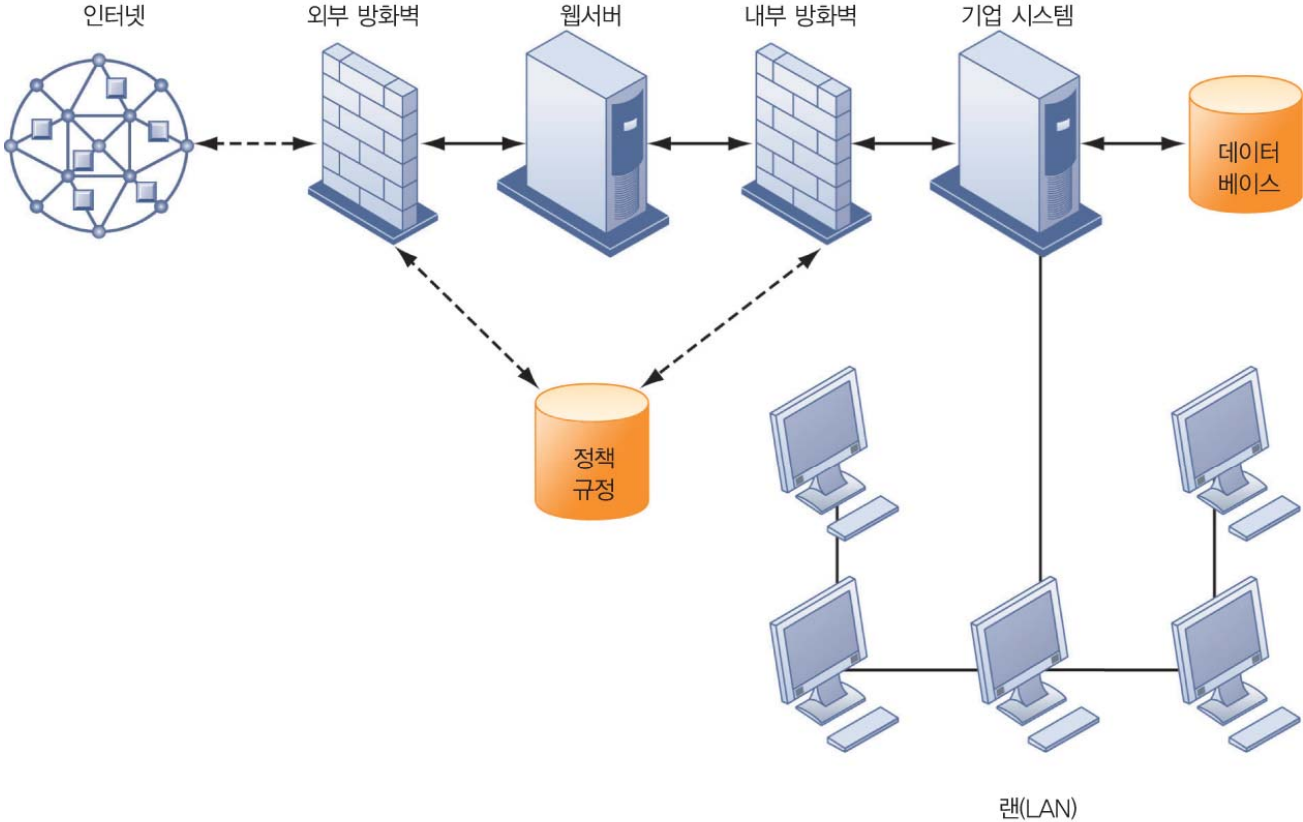 인터넷
외부 방화벽
웹서버
내부 방화벽
기업 시스템
데이터
베이스
정책
규정
랜(LAN)